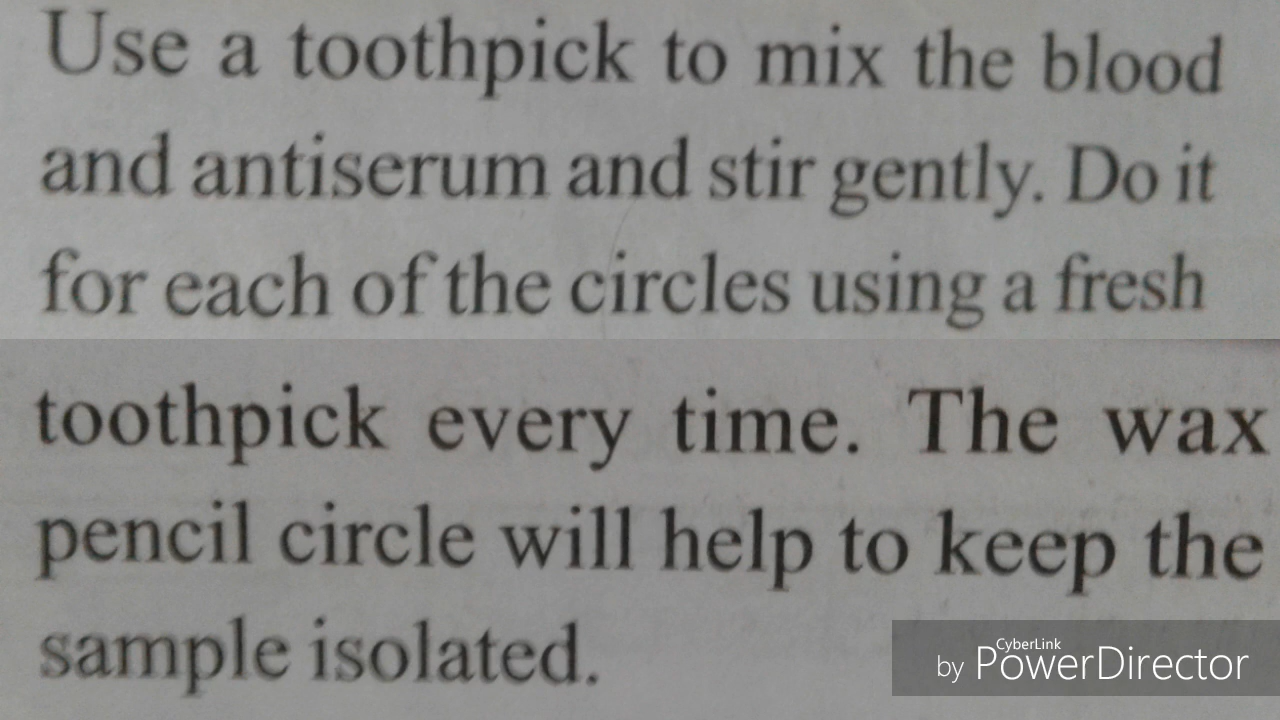 Use a toothpick to mix the blood
and antiserum and stir gently. Do it
for each of the circles using a fresh
toothpick every time. The wax
pencil circle will help to keep the
sample isolated.
CyberLink
by PowerDirector